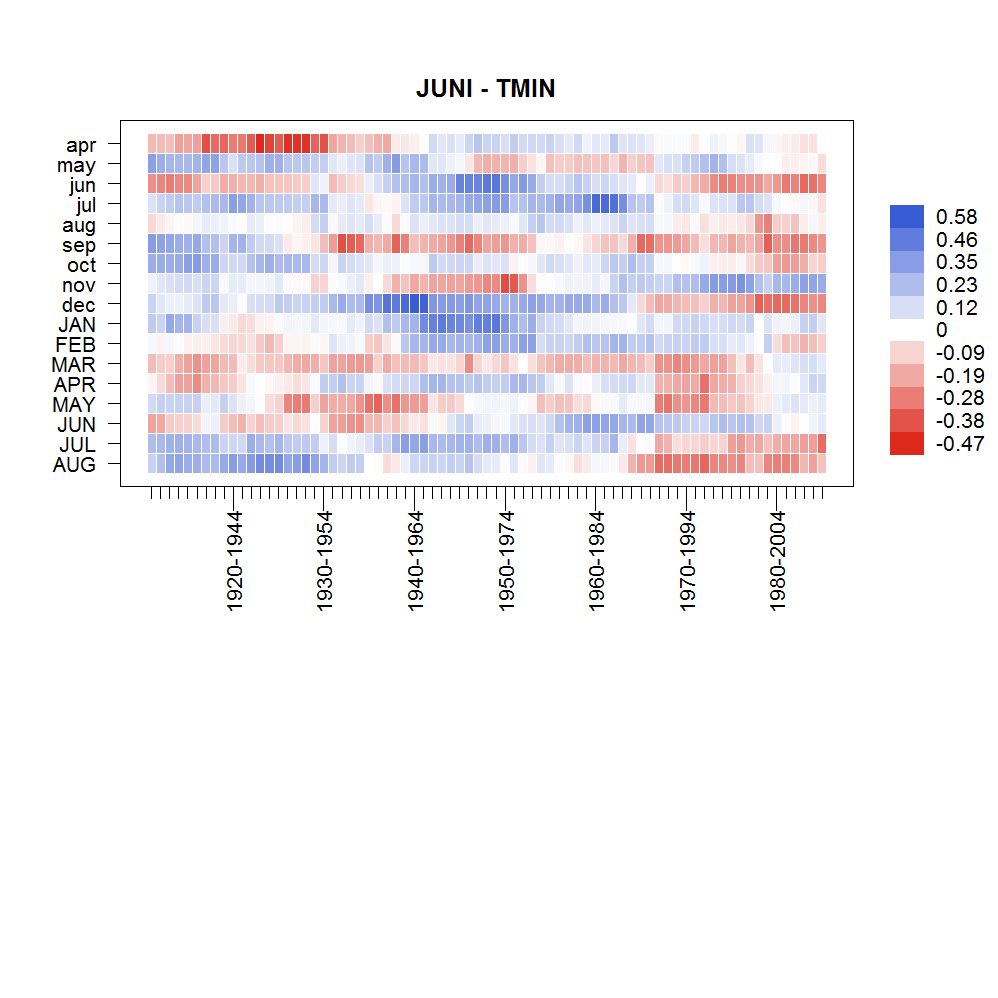 JUNI - TMIN
apr
may
jun
jul
aug
sep
oct
nov
dec
JAN
FEB
MAR
APR
MAY
JUN
JUL
AUG
0.58
0.46
0.35
0.23
0.12
0
-0.09
-0.19
-0.28
-0.38
-0.47
1920-1944
1930-1954
1940-1964
1950-1974
1960-1984
1970-1994
1980-2004